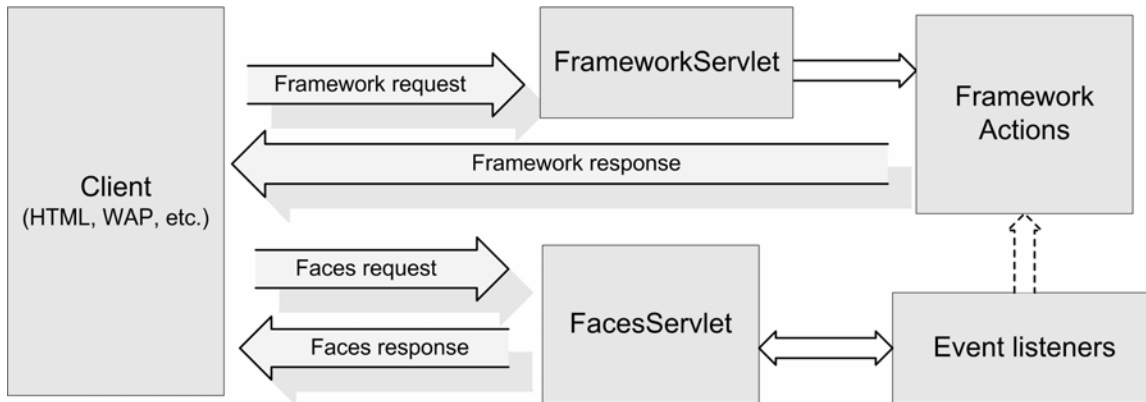 Framework request
FrameworkServlet
Framework
Actions
Framework response
Client
(HTML, WAP, etc.)
Faces request
Faces response
FacesServlet
Event listeners